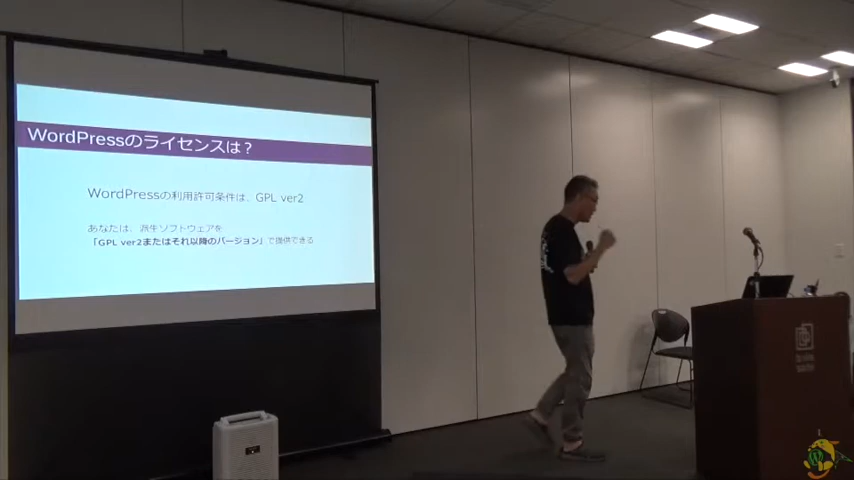 WordPressのライセンスは？
WordPressの利用許可条件は、GPL ver2
あなたは、派生ソフトウェアを
「GPL ver2またはそれ以降のバージョン」で提供できる